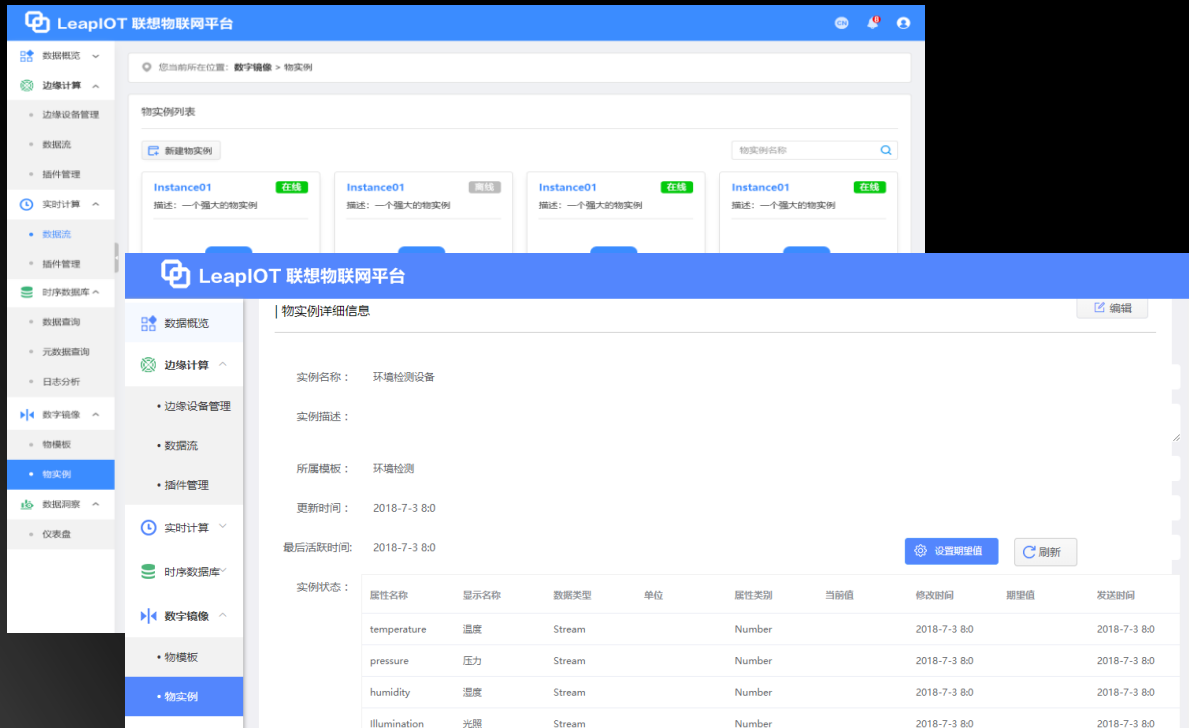 LeapIOT 联想物联网平台
CN
数据概览
您当前所在位置：数字镜像 > 物实例
边缘计算
边缘设备管理
数据流
插件管理
实时计算
数据流
插件管理
时序数据库
数据查询
元数据查询
日志分析
数字镜像
物模板
物实例
数据洞察
仪表盘
物实例列表
新建物实例
物实例名称
Instance01 在线
描述：一个强大的物实例
Instance01 离线
描述：一个强大的物实例
Instance01 在线
描述：一个强大的物实例
Instance01 在线
描述：一个强大的物实例
LeapIOT 联想物联网平台
数据概览
边缘计算
•边缘设备管理
•数据流
•插件管理
实时计算
时序数据库
数字镜像
•物模板
•物实例
物实例详细信息
编辑
实例名称： 环境检测设备
实例描述：
所属模板： 环境检测
更新时间： 2018-7-3 8:0
最后活跃时间: 2018-7-3 8:0
设置期望值 刷新
实例状态：
属性名称 显示名称 数据类型 单位 属性类别 当前值 修改时间 期望值 发送时间
temperature 温度 Stream Number 2018-7-3 8:0 2018-7-3 8:0
pressure 压力 Stream Number 2018-7-3 8:0 2018-7-3 8:0
humidity 湿度 Stream Number 2018-7-3 8:0 2018-7-3 8:0
Illumination 光照 Stream Number 2018-7-3 8:0 2018-7-3 8:0